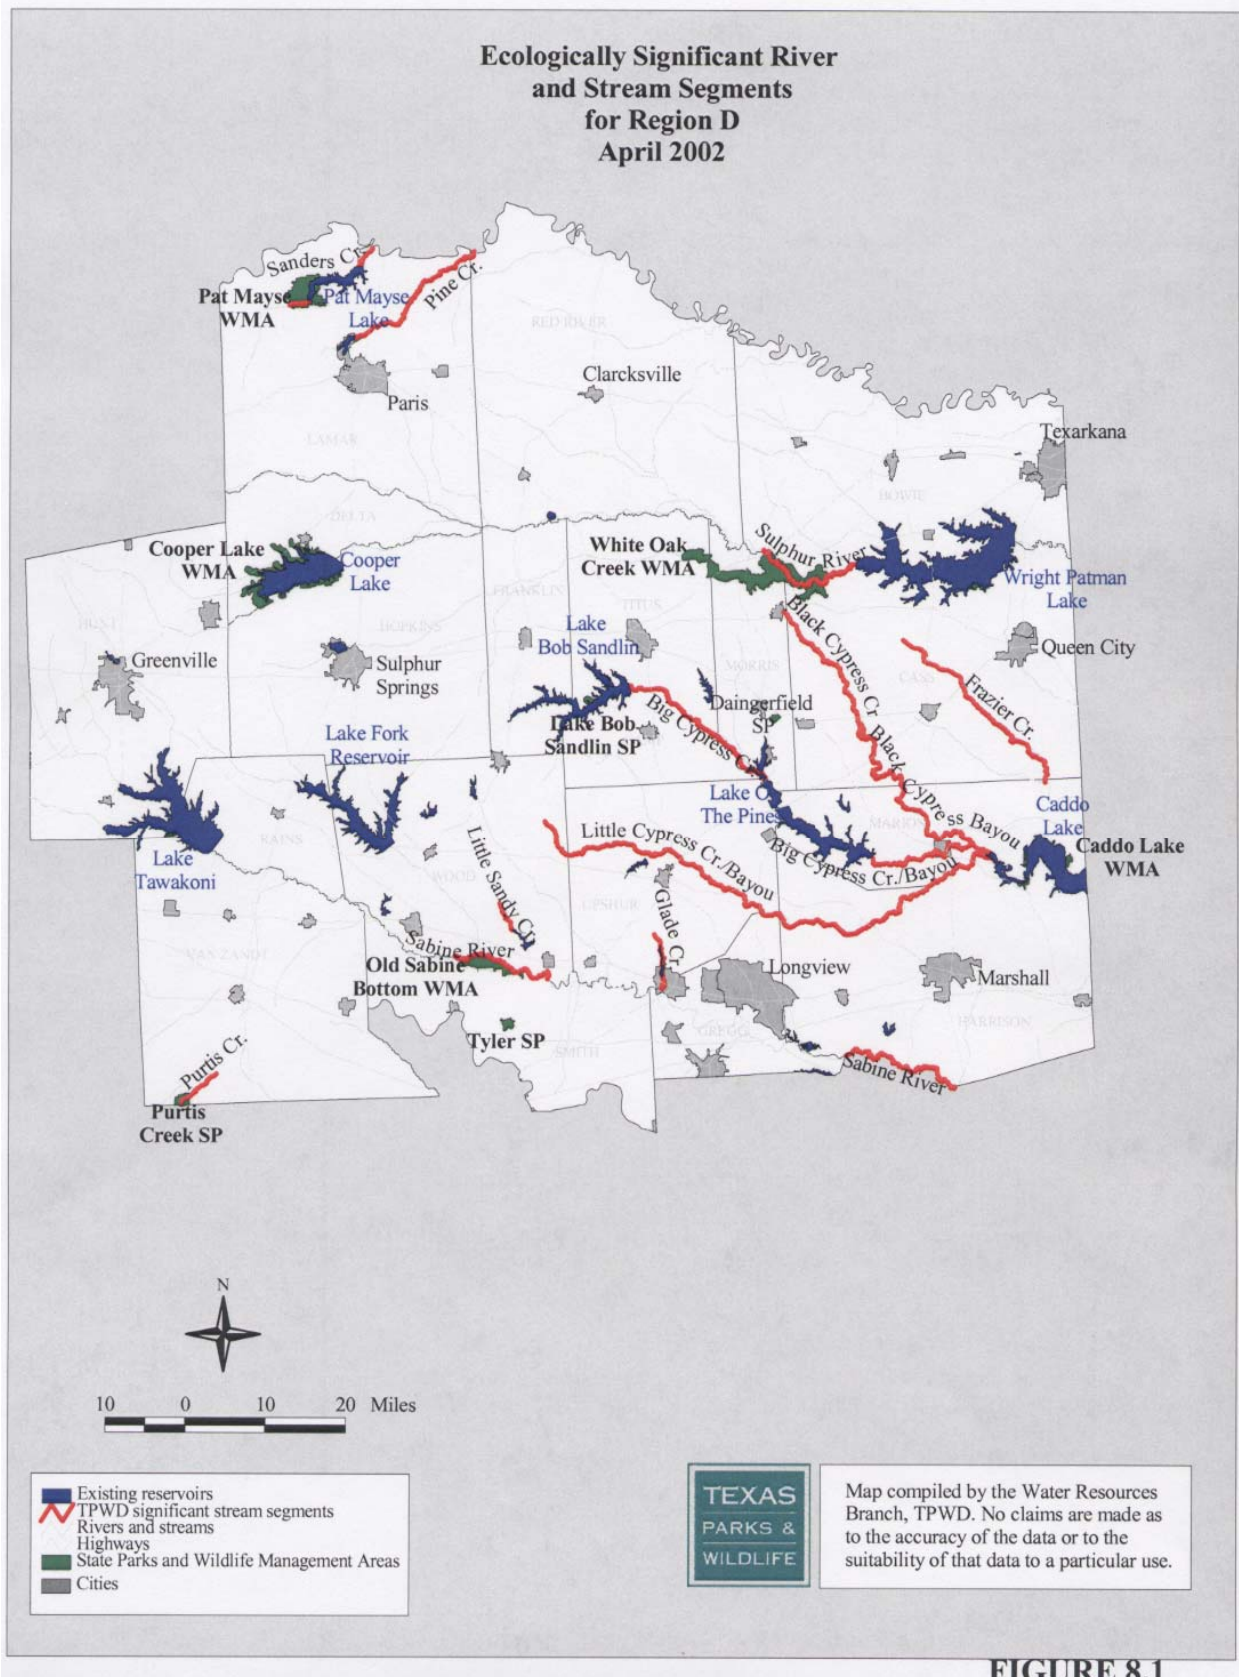 Ecologically Significant River
and Stream Segments
for Region D
April 2002
Sanders Cr.
Pine Cr.
Pat Mayse
WMA
Pat Mayse
Lake
RED RIVER
Clarcksville
Paris
LAMAR
Texarkana
BOWIE
DELTA
Cooper Lake
WMA
Cooper
Lake
White Oak
Creek WMA
Sulphur River
Wright Patman
Lake
FRANKLIN
TITUS
HUNT
HOPKINS
Lake
Bob Sandlin
Black Cypress Cr
Greenville
Sulphur
Springs
MORRIS
CASS
Queen City
Frazier Cr.
Daingerfield
SP
Lake Bob
Sandlin SP
Big Cypress Cr.
Lake Fork
Reservoir
Black Cypress Bayou
Lake O
The Pines
Caddo
Lake
MARION
Caddo Lake
WMA
RAINS
Little Cypress Cr./Bayou
Big Cypress Cr./Bayou
Lake
Tawakoni
WOOD
Little Sandy Cr.
UPSHUR
Glade Cr.
VAN ZANDT
Sabine River
Old Sabine
Bottom WMA
Longview
Marshall
GREGG
HARRISON
Tyler SP
SMITH
Sabine River
Purtis Cr.
Purtis
Creek SP
N
10 0 10 20 Miles
Existing reservoirs
TPWD significant stream segments
Rivers and streams
Highways
State Parks and Wildlife Management Areas
Cities
TEXAS
PARKS &
WILDLIFE
Map compiled by the Water Resources
Branch, TPWD. No claims are made as
to the accuracy of the data or to the
suitability of that data to a particular use.
FIGURE 8.1